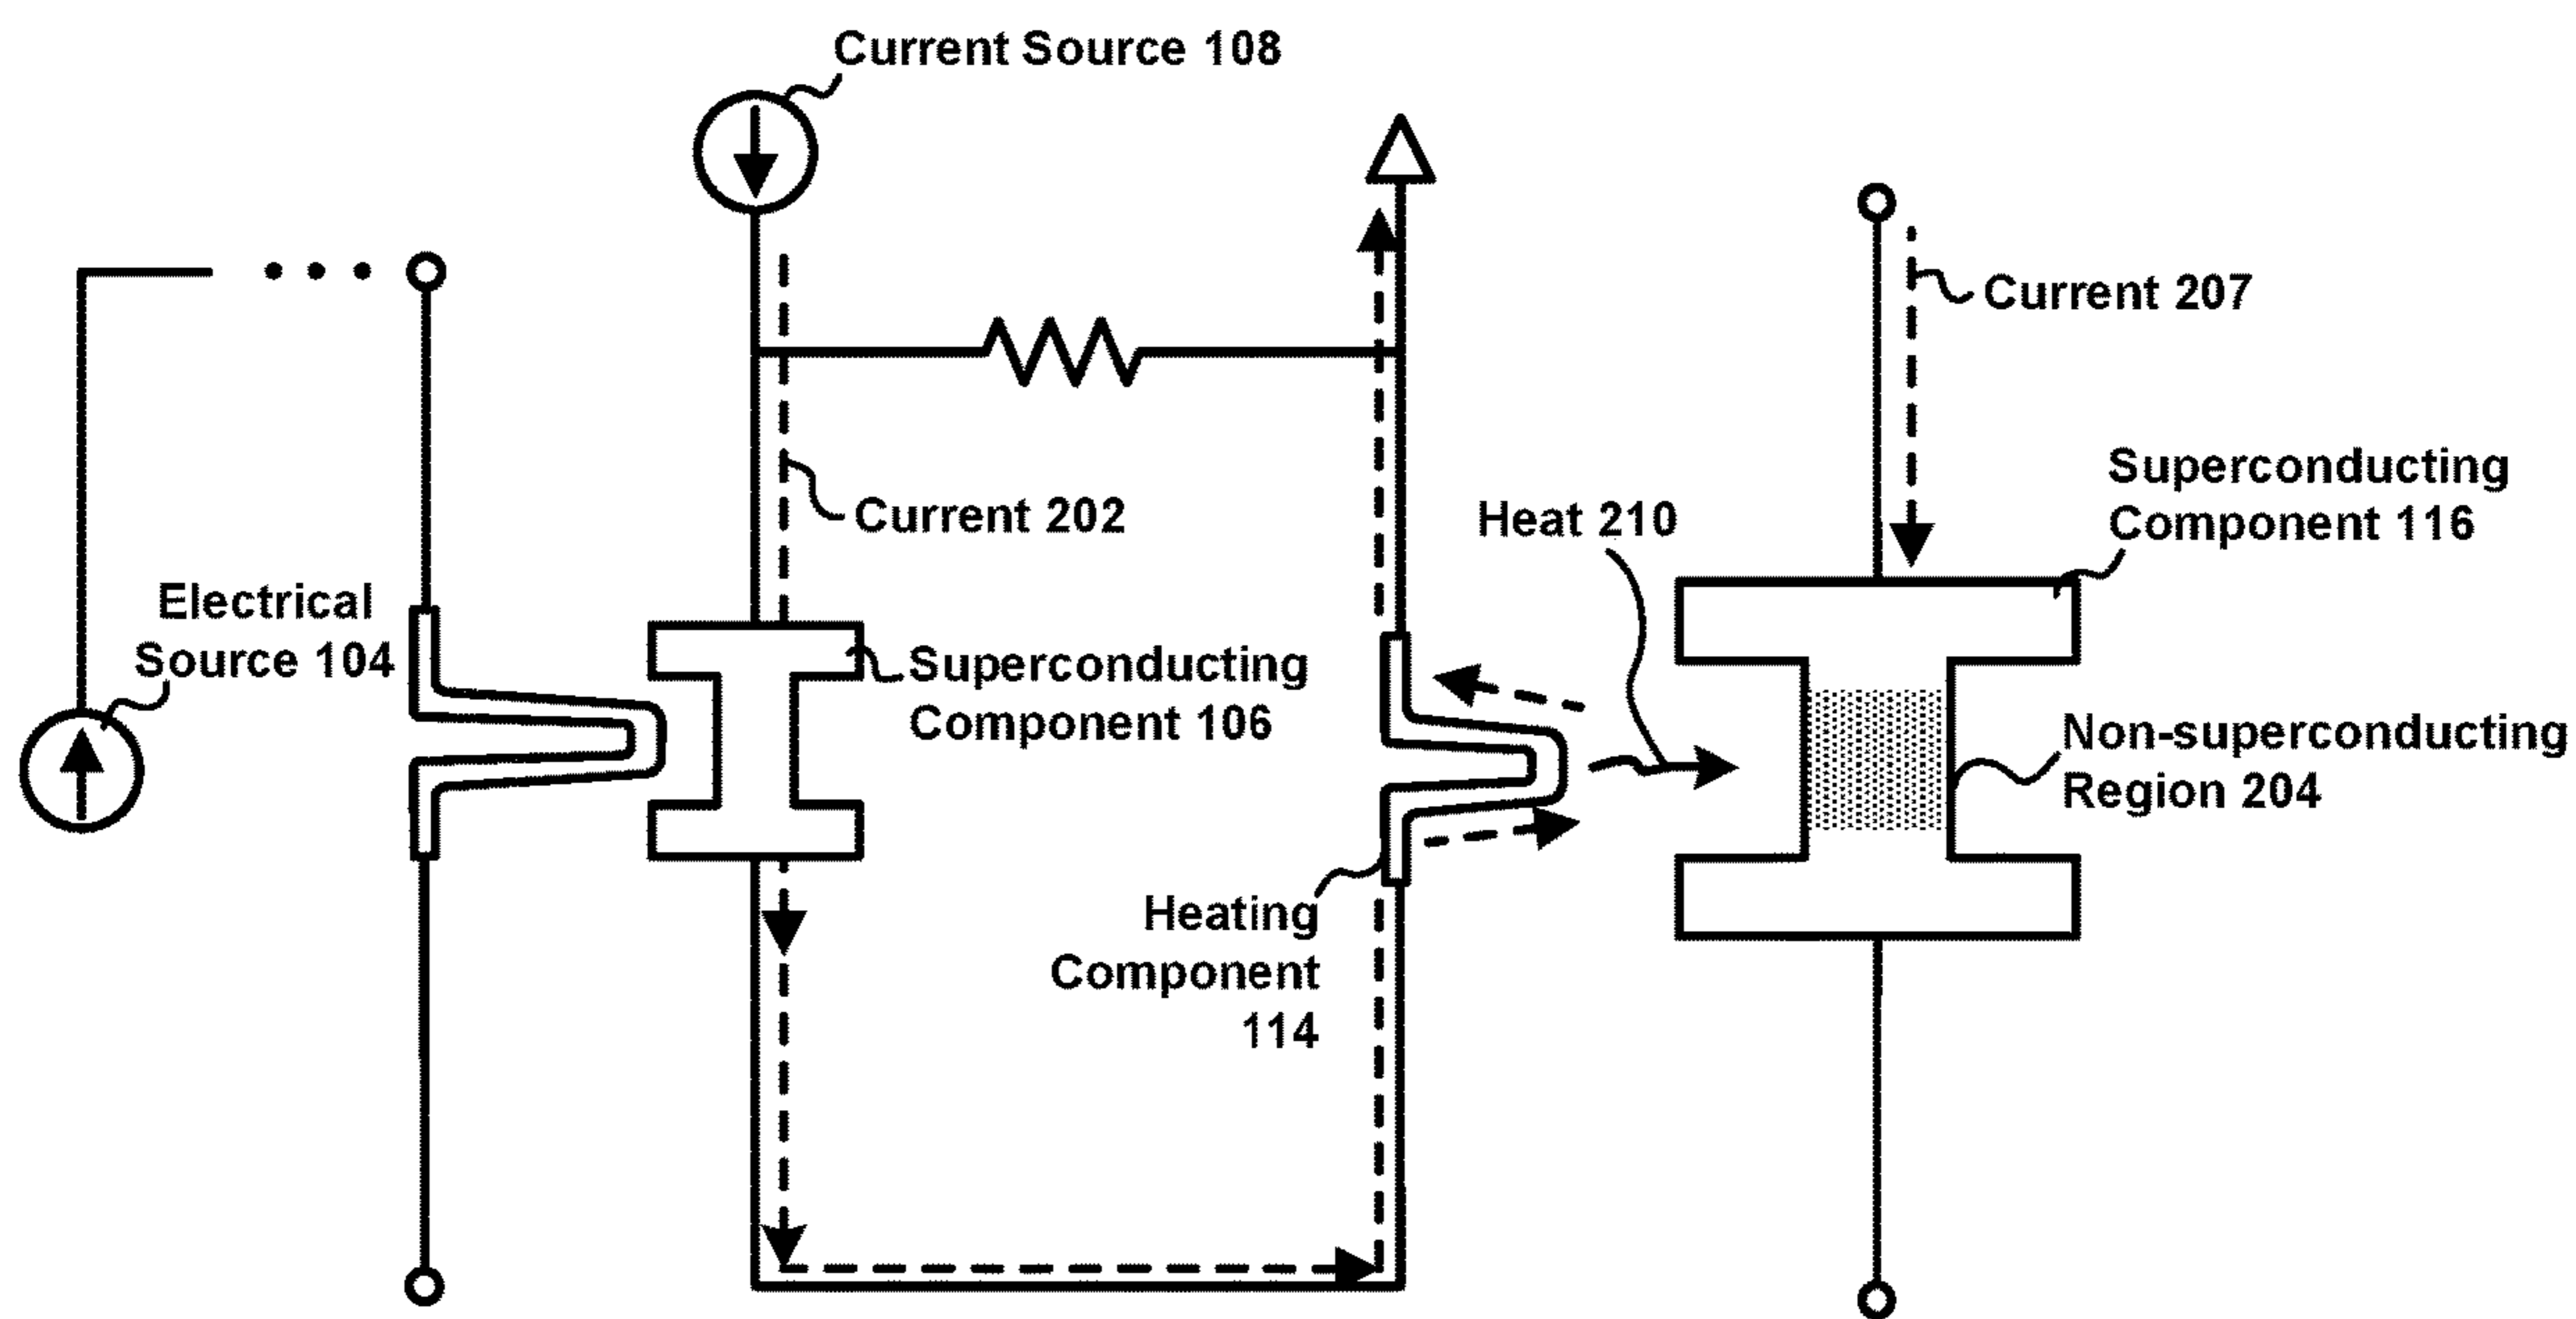 Current Source 108
Current 207
Superconducting
Component 116
Current 202
Heat 210
Electrical
Source 104
Superconducting
Component 106
Non-superconducting
Region 204
Heating
Component
114